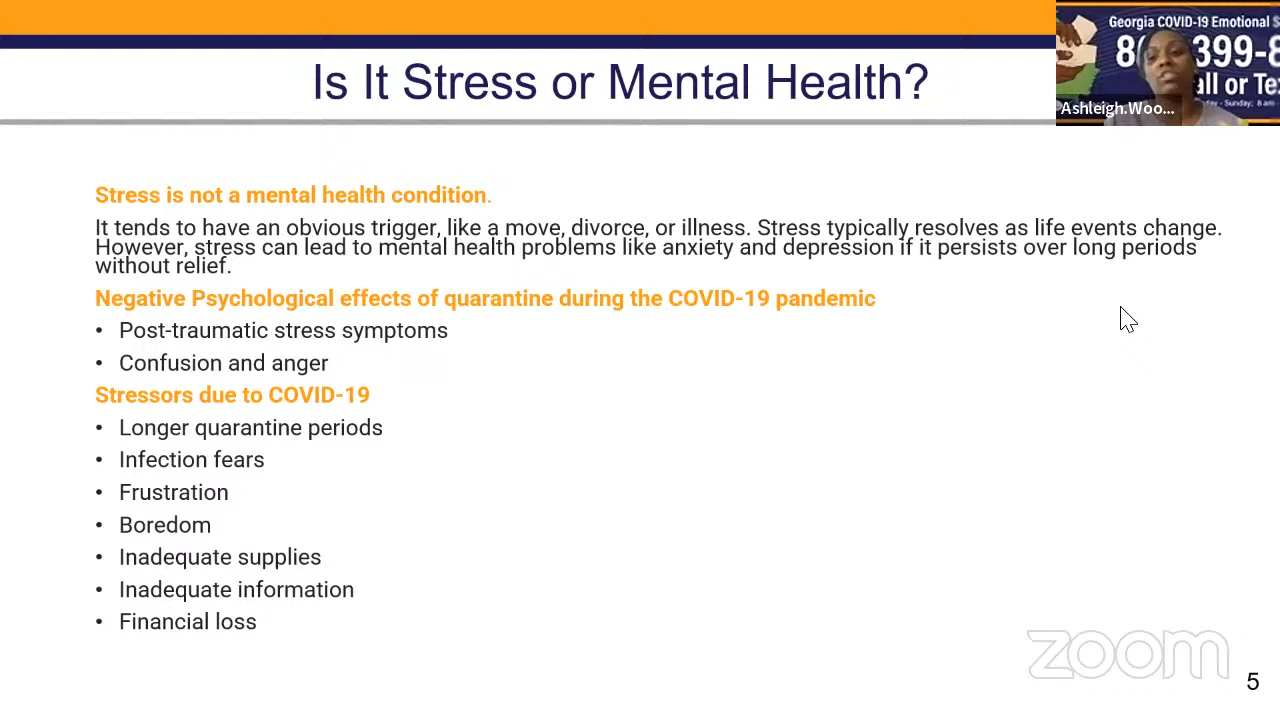 Georgia COVID-19 Emotional
399-8
all or Te
Sunday; 8 am
Ashleigh.Woo...
Is It Stress or Mental Health?
Stress is not a mental health condition.
It tends to have an obvious trigger, like a move, divorce, or illness. Stress typically resolves as life events change.
However, stress can lead to mental health problems like anxiety and depression if it persists over long periods
without relief.
Negative Psychological effects of quarantine during the COVID-19 pandemic
• Post-traumatic stress symptoms
• Confusion and anger
Stressors due to COVID-19
• Longer quarantine periods
• Infection fears
• Frustration
• Boredom
• Inadequate supplies
• Inadequate information
• Financial loss
zoom
5